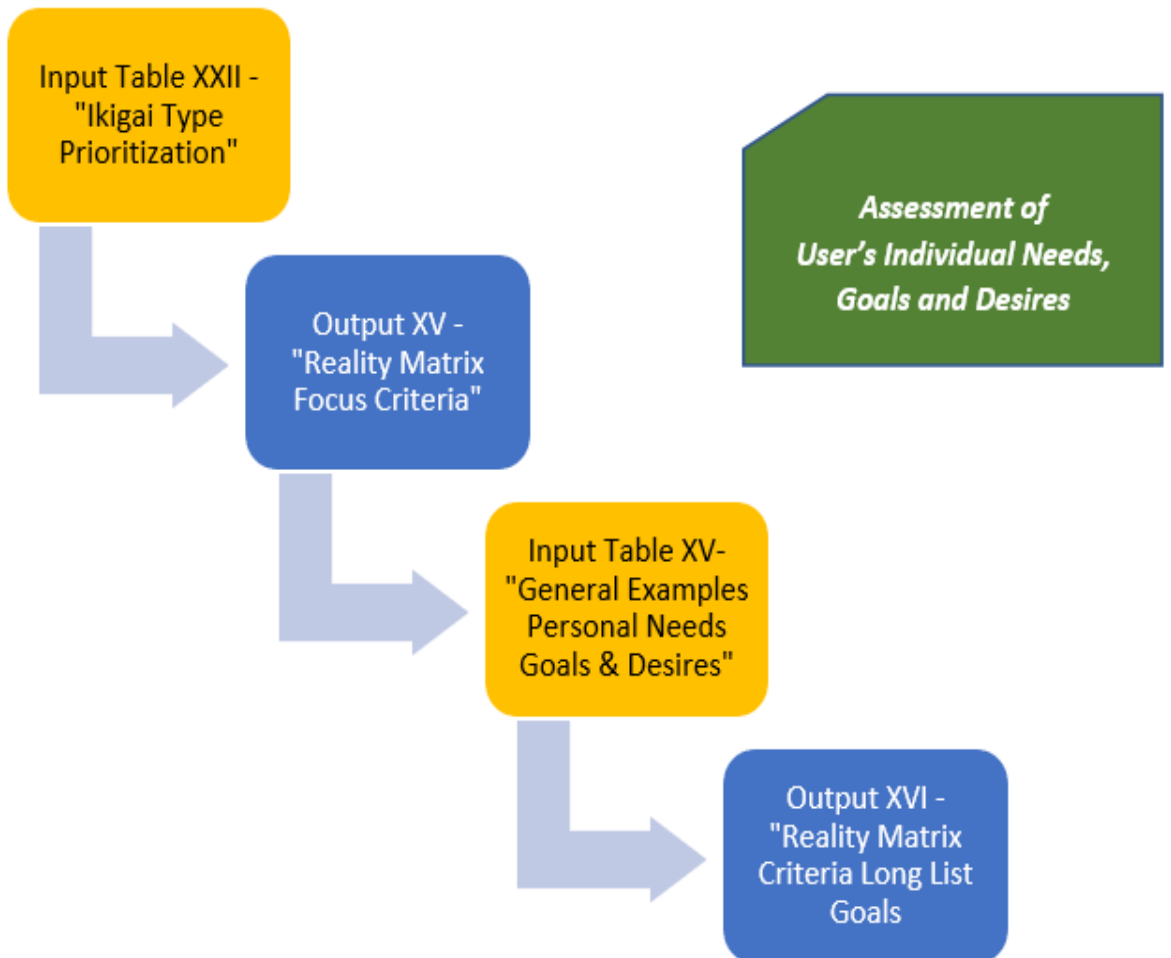 Input Table XXII -
"Ikigai Type
Prioritization"
Assessment of
User’s Individual Needs,
Goals and Desires
Output XV -
"Reality Matrix
Focus Criteria"
Input Table XV-
"General Examples
Personal Needs
Goals & Desires"
Output XVI -
"Reality Matrix
Criteria Long List
Goals